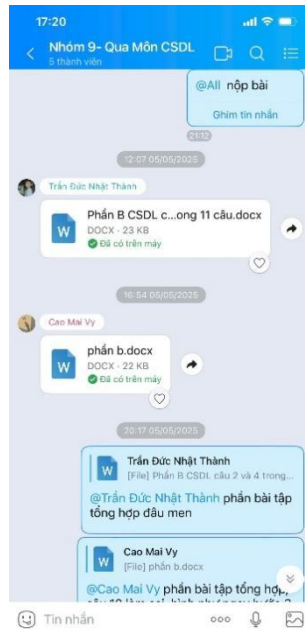 17:20
Nhóm 9- Qua Môn CSDL
5 thành viên
@All nộp bài
Ghim tin nhắn
21:12
12:07 05/05/2025
Trần Đức Nhật Thành
Phần B CSDL c...ong 11 câu.docx
W
DOCX - 23 KB
Đã có trên máy
16:54 05/05/2025
Cao Mai Vy
phần b.docx
W
DOCX - 22 KB
Đã có trên máy
20:17 05/05/2025
Trần Đức Nhật Thành
W
[File] Phần B CSDL câu 2 và 4 trong...
@Trần Đức Nhật Thành phần bài tập
tổng hợp đâu men
Cao Mai Vy
W
[File] phần b.docx
@Cao Mai Vy phần bài tập tổng hợp,
Tin nhắn